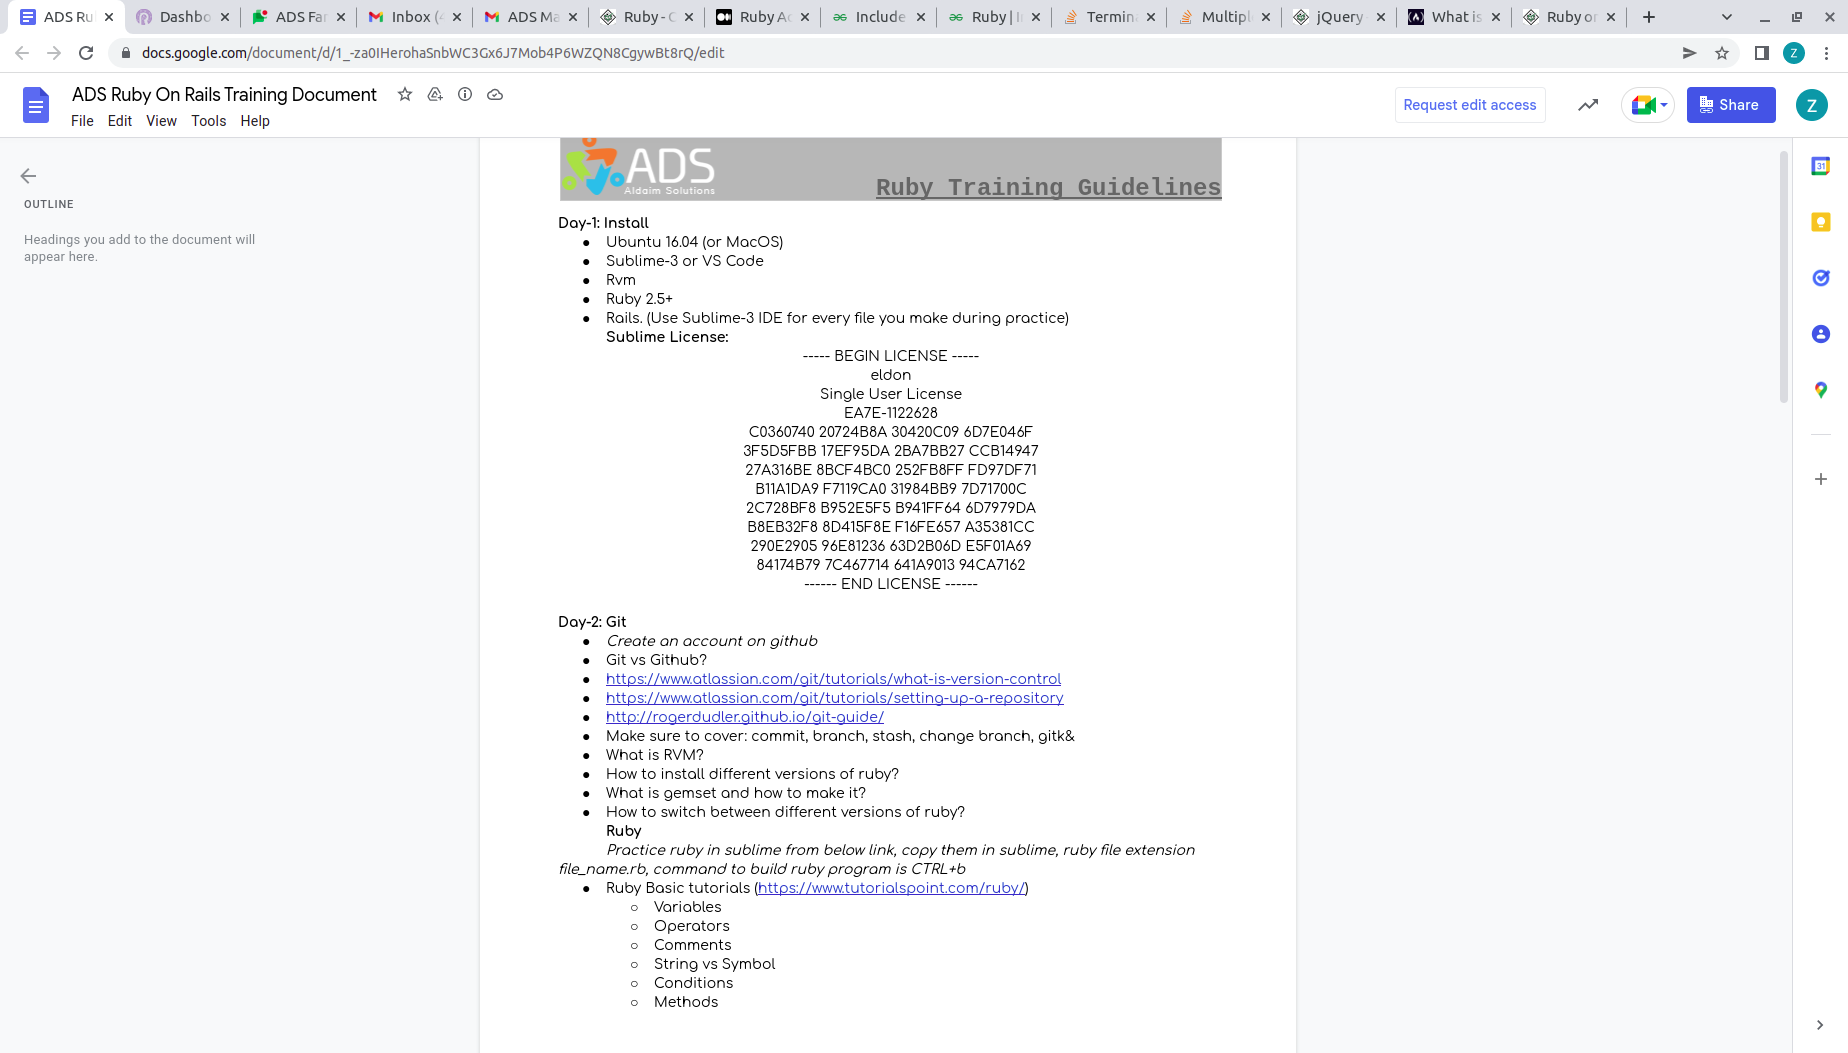 ADS Ru
Dashbo
ADS Far
Inbox (
ADS Ma
Ruby - C
Ruby Ac
Include
Ruby | I
Termin
Multipl
jQuery
What is
Ruby or
docs.google.com/document/d/1_-za0IHerohaSnbWC3Gx6J7Mob4P6WZQN8CgywBt8rQ/edit
Z
ADS Ruby On Rails Training Document
File Edit View Tools Help
Request edit access
Share
Z
OUTLINE
Headings you add to the document will
appear here.
ADS
Aldaim Solutions
Ruby Training Guidelines
Day-1: Install
● Ubuntu 16.04 (or MacOS)
● Sublime-3 or VS Code
● Rvm
● Ruby 2.5+
● Rails. (Use Sublime-3 IDE for every file you make during practice)
Sublime License:
----- BEGIN LICENSE -----
eldon
Single User License
EA7E-1122628
C0360740 20724B8A 30420C09 6D7E046F
3F5D5FBB 17EF95DA 2BA7BB27 CCB14947
27A316BE 8BCF4BC0 252FB8FF FD97DF71
B11A1DA9 F7119CA0 31984BB9 7D71700C
2C728BF8 B952E5F5 B941FF64 6D7979DA
B8EB32F8 8D415F8E F16FE657 A35381CC
290E2905 96E81236 63D2B06D E5F01A69
84174B79 7C467714 641A9013 94CA7162
------ END LICENSE ------
Day-2: Git
● Create an account on github
● Git vs Github?
● https://www.atlassian.com/git/tutorials/what-is-version-control
● https://www.atlassian.com/git/tutorials/setting-up-a-repository
● http://rogerdudler.github.io/git-guide/
● Make sure to cover: commit, branch, stash, change branch, gitk&
● What is RVM?
● How to install different versions of ruby?
● What is gemset and how to make it?
● How to switch between different versions of ruby?
Ruby
Practice ruby in sublime from below link, copy them in sublime, ruby file extension
file_name.rb, command to build ruby program is CTRL+b
● Ruby Basic tutorials (https://www.tutorialspoint.com/ruby/)
○ Variables
○ Operators
○ Comments
○ String vs Symbol
○ Conditions
○ Methods
31